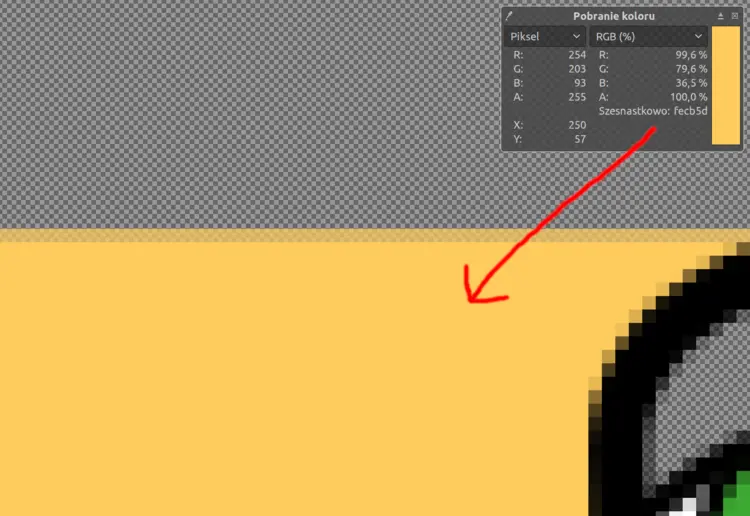 Pobranie koloru
Piksel RGB (%)
R: 254 R: 99,6 %
G: 203 G: 79,6 %
B: 93 B: 36,5 %
A: 255 A: 100,0 %
Szesnastkowo: fecb5d
X: 250
Y: 57